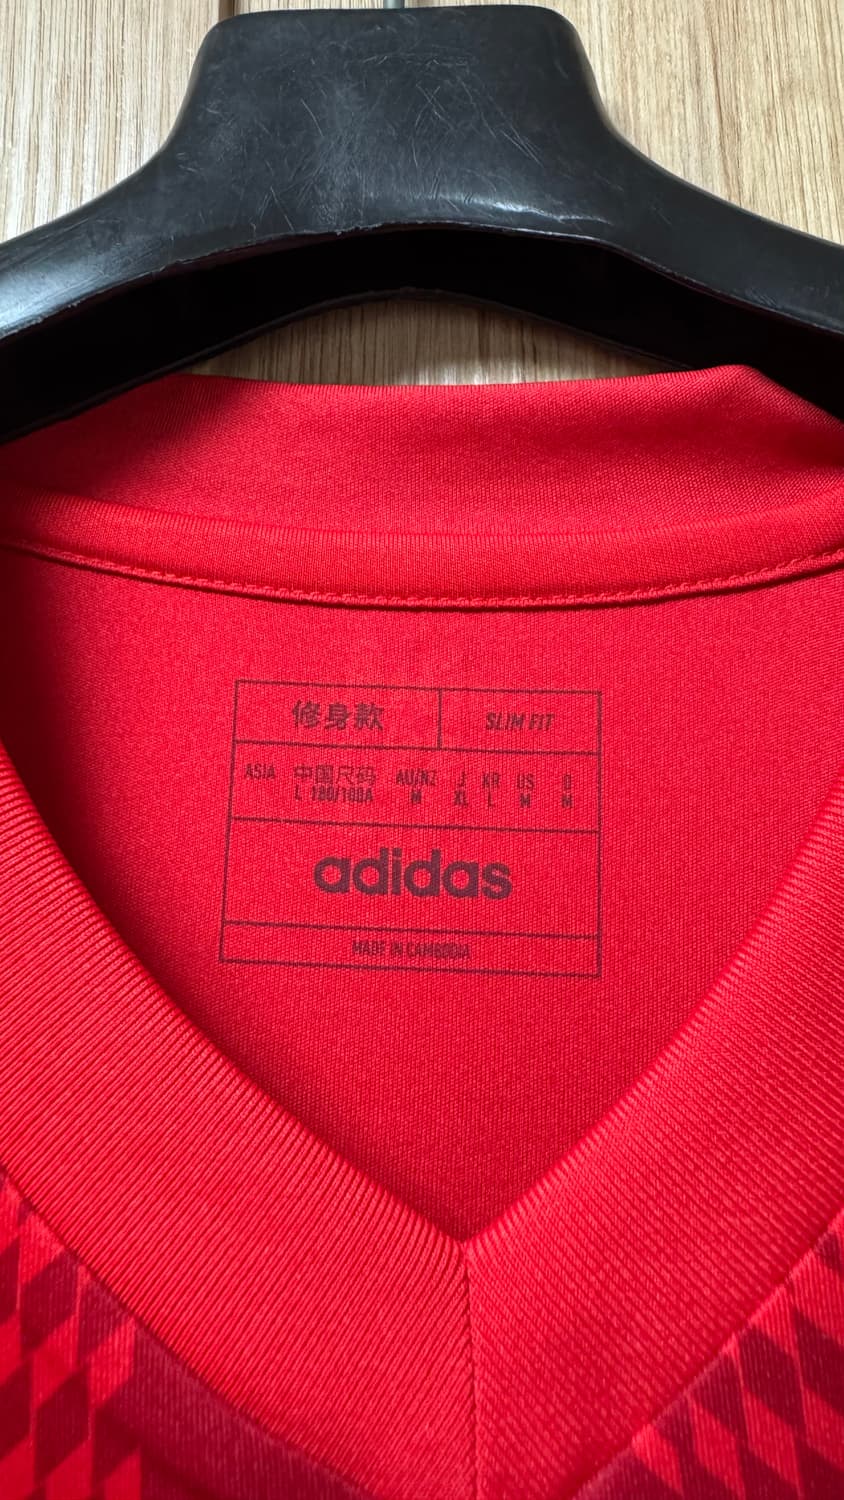 修身款 SLIM FIT
ASIA 中国尺码 AU/NZ J KR US D
L 180/100A M XL L M M
adidas
MADE IN CAMBODIA